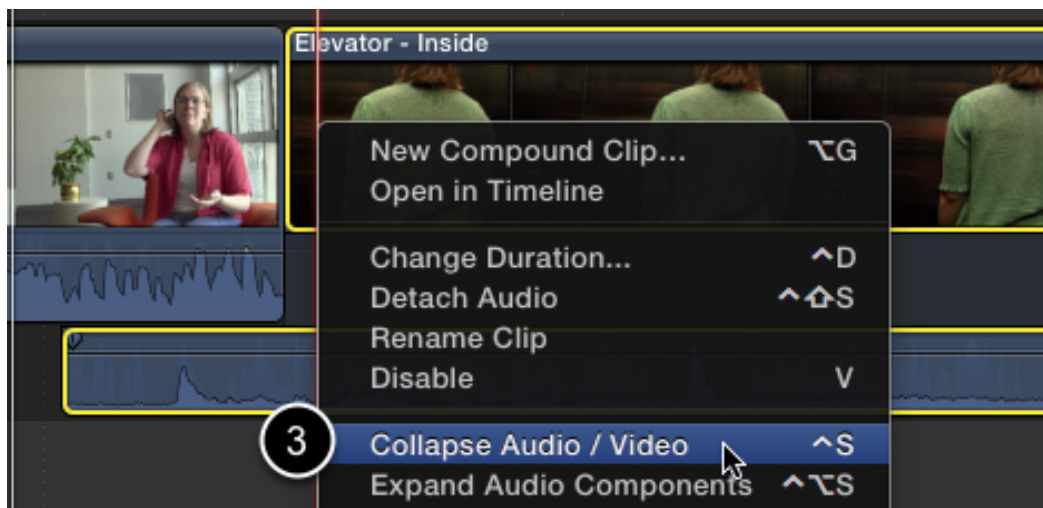 Elevator - Inside
New Compound Clip... ⌥G
Open in Timeline
Change Duration... ^D
Detach Audio ^⇧S
Rename Clip
Disable V
3
Collapse Audio / Video ^S
Expand Audio Components ^⌥S